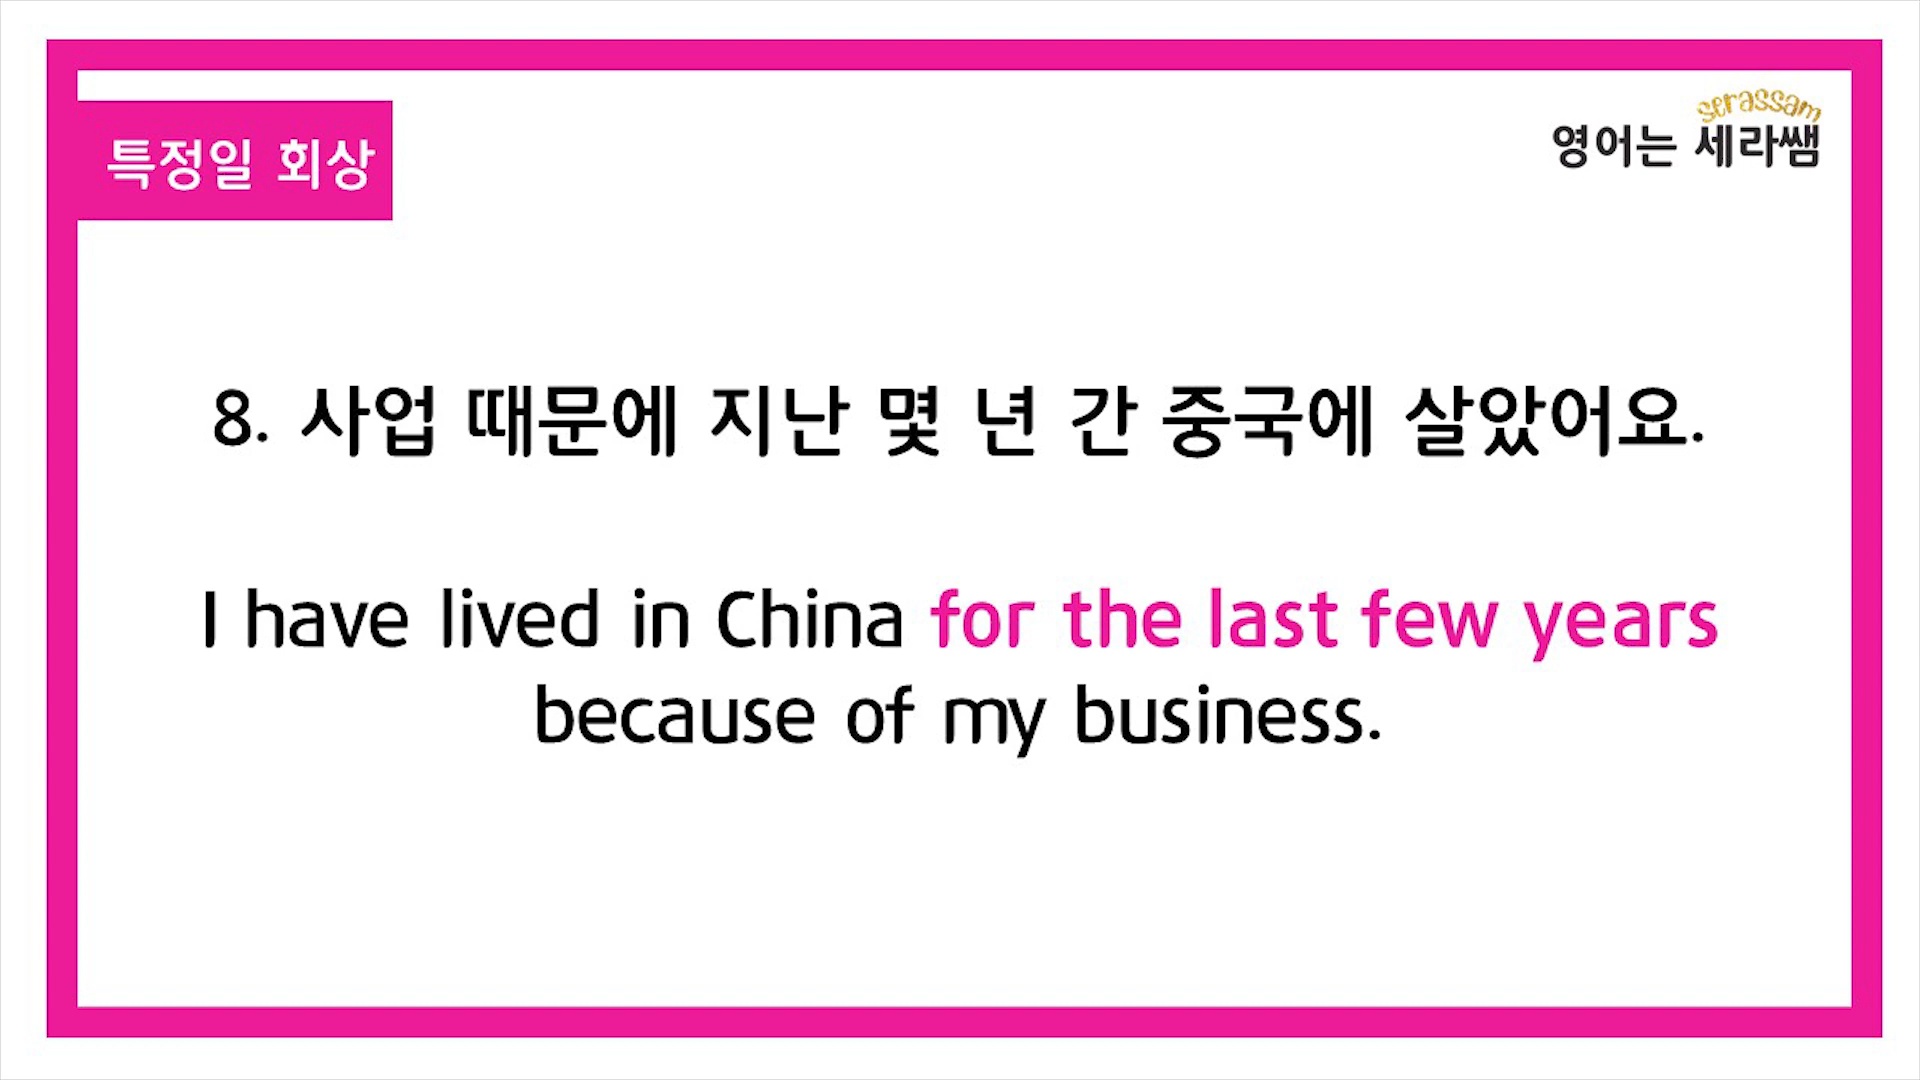 특정일 회상
serassam
영어는 세라쌤
8. 사업 때문에 지난 몇 년 간 중국에 살았어요.
I have lived in China for the last few years
because of my business.